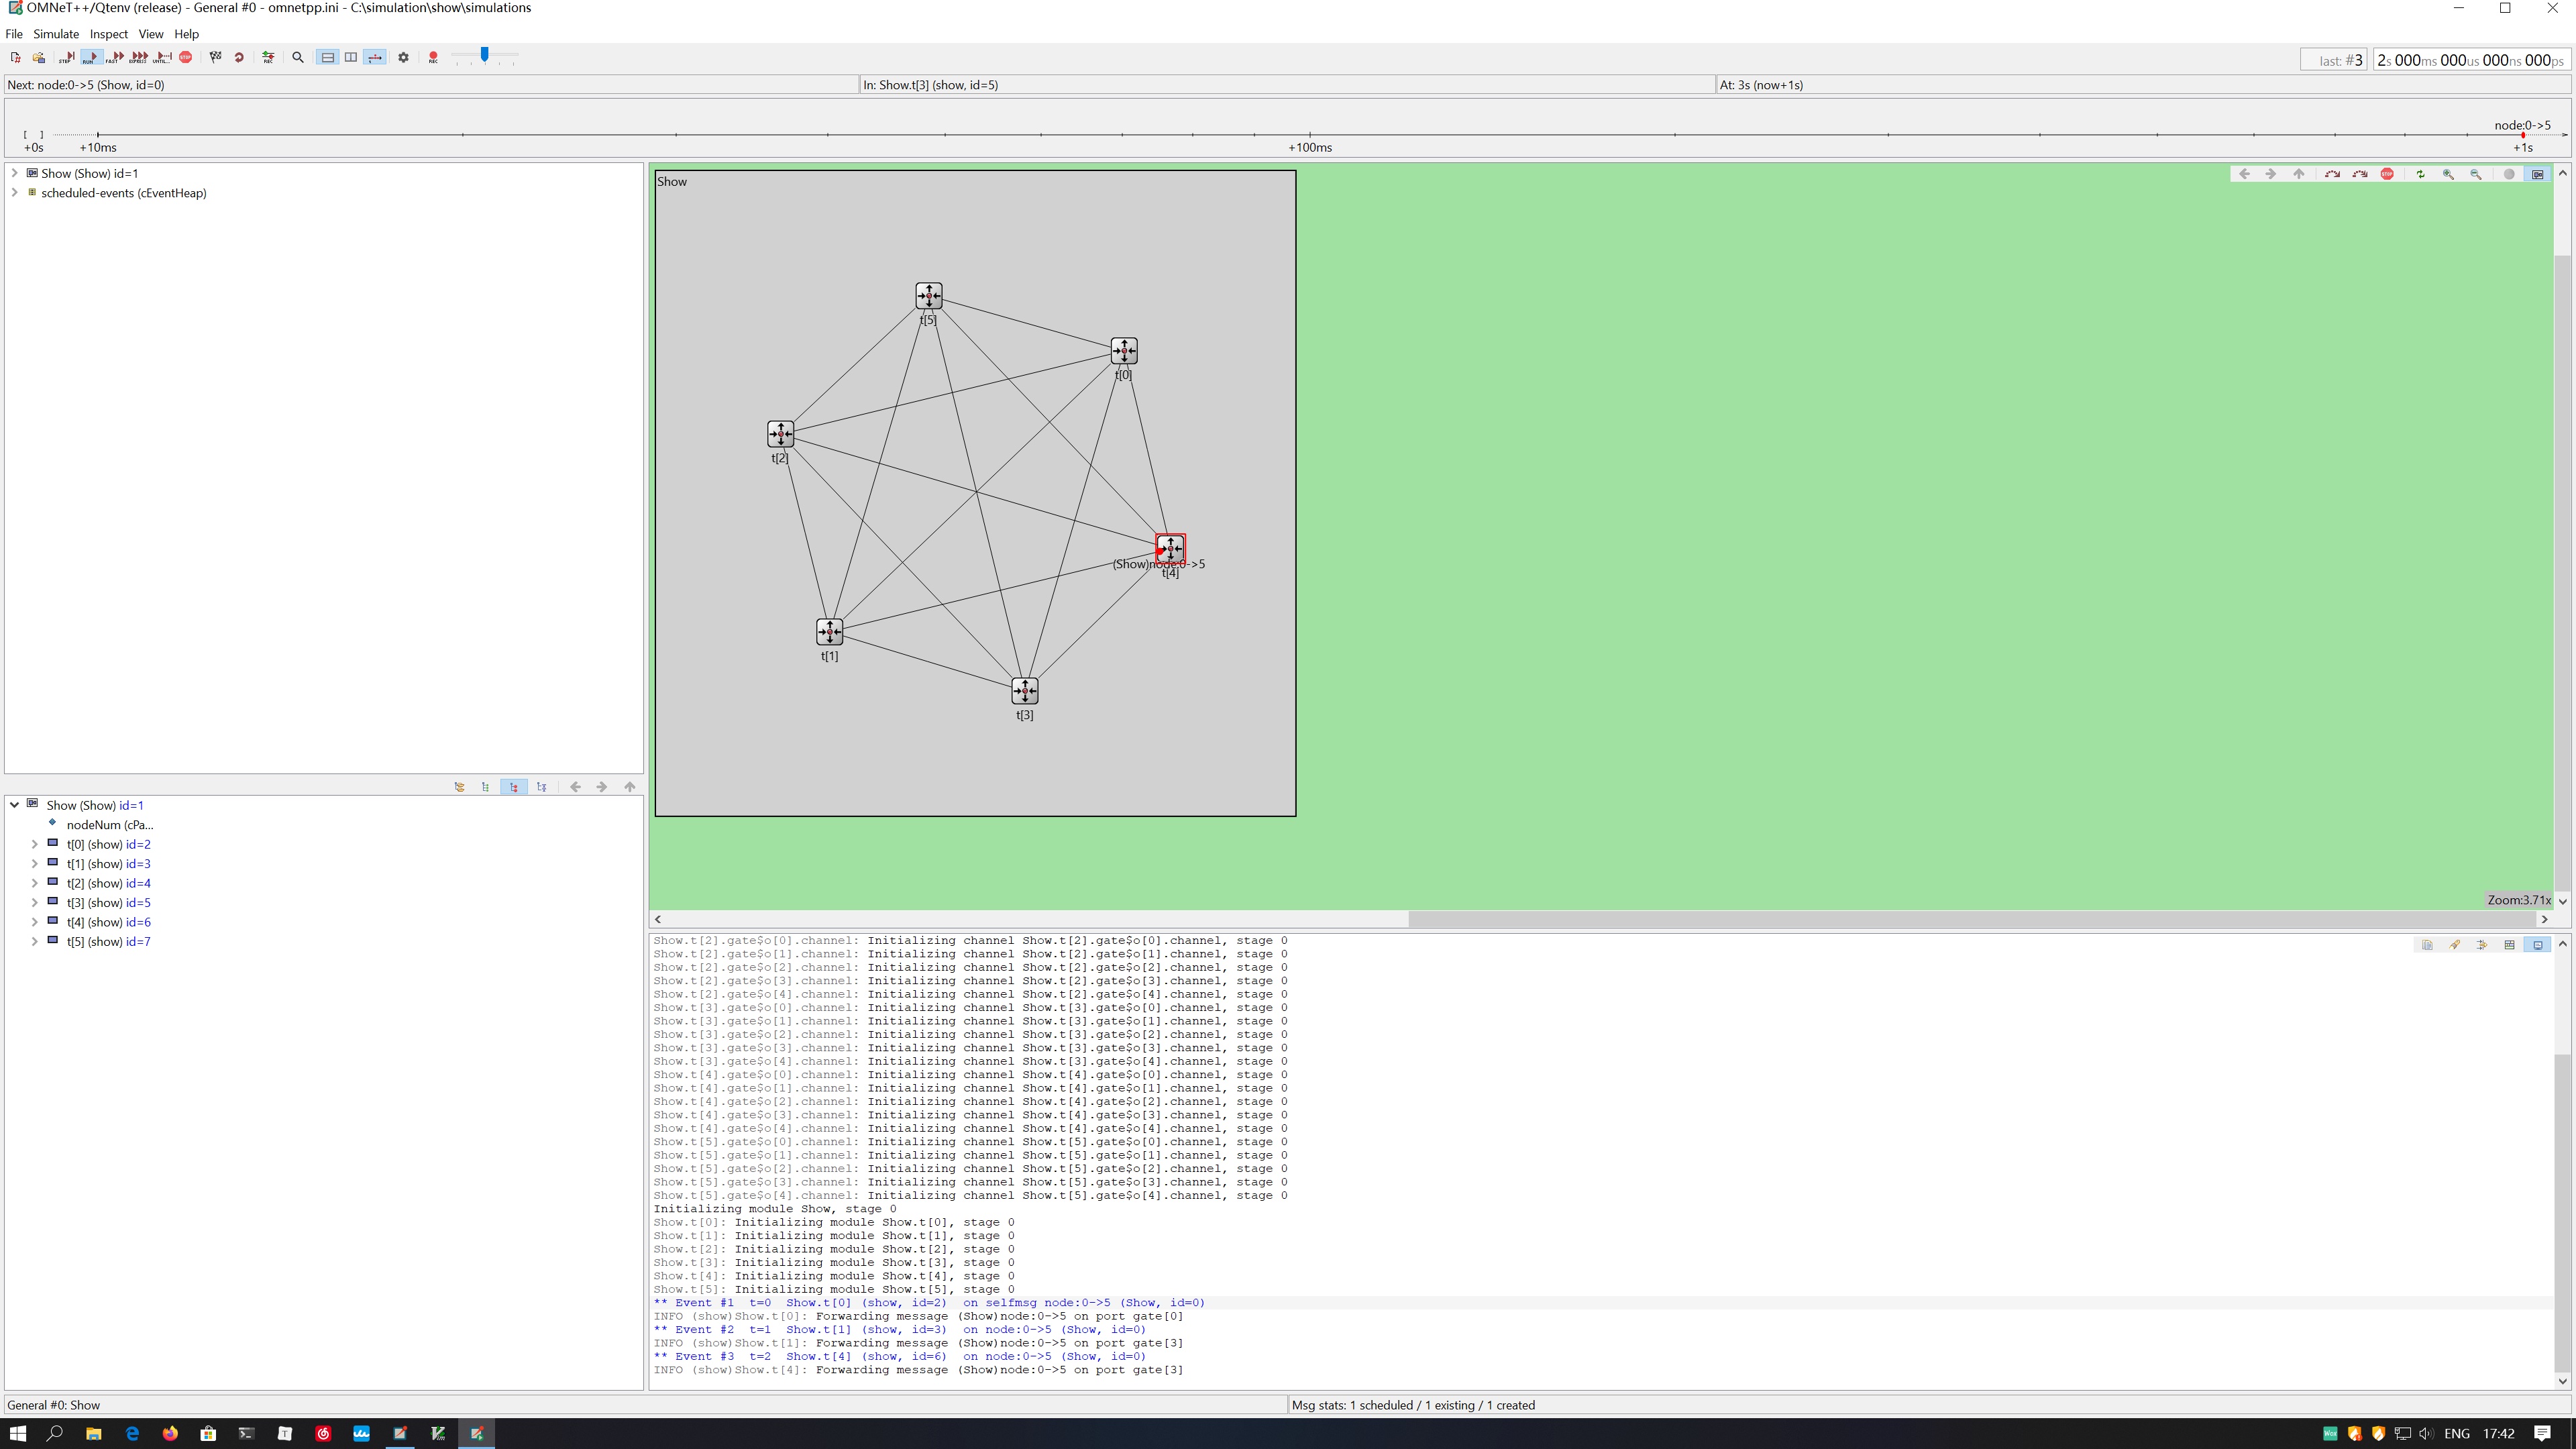 OMNeT++/Qtenv (release) - General #0 - omnetpp.ini - C:\simulation\show\simulations
File Simulate Inspect View Help
STEP RUN FAST EXPRESS UNTIL... STOP REC REC last: #3 2s 000ms 000us 000ns 000ps
Next: node:0->5 (Show, id=0) In: Show.t[3] (show, id=5) At: 3s (now+1s)
node:0->5
+0s +10ms +100ms +1s
Show (Show) id=1
scheduled-events (cEventHeap)
Show
STOP
t[5]
t[0]
t[2]
(Show)node:0->5
t[4]
t[1]
t[3]
Zoom:3.71x
Show (Show) id=1
nodeNum (cPa...
t[0] (show) id=2
t[1] (show) id=3
t[2] (show) id=4
t[3] (show) id=5
t[4] (show) id=6
t[5] (show) id=7
Show.t[2].gate$o[0].channel: Initializing channel Show.t[2].gate$o[0].channel, stage 0
Show.t[2].gate$o[1].channel: Initializing channel Show.t[2].gate$o[1].channel, stage 0
Show.t[2].gate$o[2].channel: Initializing channel Show.t[2].gate$o[2].channel, stage 0
Show.t[2].gate$o[3].channel: Initializing channel Show.t[2].gate$o[3].channel, stage 0
Show.t[2].gate$o[4].channel: Initializing channel Show.t[2].gate$o[4].channel, stage 0
Show.t[3].gate$o[0].channel: Initializing channel Show.t[3].gate$o[0].channel, stage 0
Show.t[3].gate$o[1].channel: Initializing channel Show.t[3].gate$o[1].channel, stage 0
Show.t[3].gate$o[2].channel: Initializing channel Show.t[3].gate$o[2].channel, stage 0
Show.t[3].gate$o[3].channel: Initializing channel Show.t[3].gate$o[3].channel, stage 0
Show.t[3].gate$o[4].channel: Initializing channel Show.t[3].gate$o[4].channel, stage 0
Show.t[4].gate$o[0].channel: Initializing channel Show.t[4].gate$o[0].channel, stage 0
Show.t[4].gate$o[1].channel: Initializing channel Show.t[4].gate$o[1].channel, stage 0
Show.t[4].gate$o[2].channel: Initializing channel Show.t[4].gate$o[2].channel, stage 0
Show.t[4].gate$o[3].channel: Initializing channel Show.t[4].gate$o[3].channel, stage 0
Show.t[4].gate$o[4].channel: Initializing channel Show.t[4].gate$o[4].channel, stage 0
Show.t[5].gate$o[0].channel: Initializing channel Show.t[5].gate$o[0].channel, stage 0
Show.t[5].gate$o[1].channel: Initializing channel Show.t[5].gate$o[1].channel, stage 0
Show.t[5].gate$o[2].channel: Initializing channel Show.t[5].gate$o[2].channel, stage 0
Show.t[5].gate$o[3].channel: Initializing channel Show.t[5].gate$o[3].channel, stage 0
Show.t[5].gate$o[4].channel: Initializing channel Show.t[5].gate$o[4].channel, stage 0
Initializing module Show, stage 0
Show.t[0]: Initializing module Show.t[0], stage 0
Show.t[1]: Initializing module Show.t[1], stage 0
Show.t[2]: Initializing module Show.t[2], stage 0
Show.t[3]: Initializing module Show.t[3], stage 0
Show.t[4]: Initializing module Show.t[4], stage 0
Show.t[5]: Initializing module Show.t[5], stage 0
** Event #1 t=0 Show.t[0] (show, id=2) on selfmsg node:0->5 (Show, id=0)
INFO (show)Show.t[0]: Forwarding message (Show)node:0->5 on port gate[0]
** Event #2 t=1 Show.t[1] (show, id=3) on node:0->5 (Show, id=0)
INFO (show)Show.t[1]: Forwarding message (Show)node:0->5 on port gate[3]
** Event #3 t=2 Show.t[4] (show, id=6) on node:0->5 (Show, id=0)
INFO (show)Show.t[4]: Forwarding message (Show)node:0->5 on port gate[3]
General #0: Show Msg stats: 1 scheduled / 1 existing / 1 created
ENG 17:42